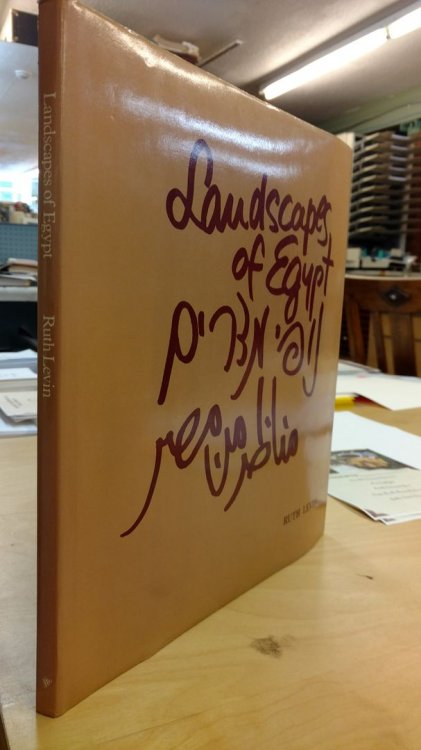 Landscapes of Egypt Ruth Levin
Landscapes
of Egypt
נופי מצרים
مناظر من مصر
RUTH LEVIN